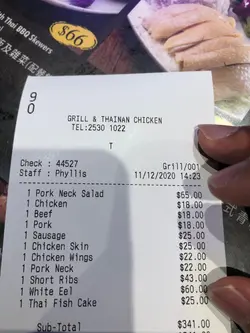 th Thai BBQ Skewers
$66
90
GRILL & THAINAN CHICKEN
TEL:2530 1022
T
Check : 44527 Grill/001
Staff : Phyllis 11/12/2020 14:23
1 Pork Neck Salad $65.00
1 Chicken $18.00
1 Beef $18.00
1 Pork $18.00
1 Sausage $25.00
1 Chicken Skin $25.00
1 Chicken Wings $22.00
1 Pork Neck $22.00
1 Short Ribs $43.00
1 White Eel $60.00
1 Thai Fish Cake $25.00
Sub-Total $341.00